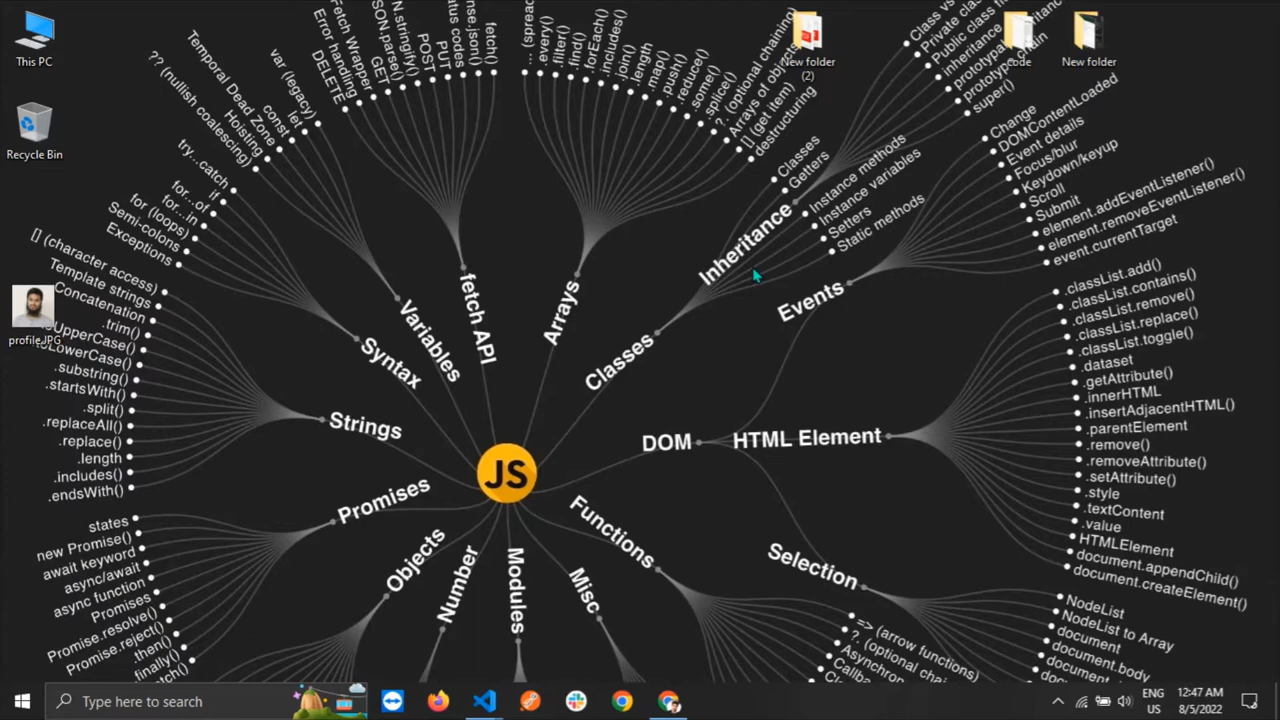 This PC
Recycle Bin
profile.JPG
New folder
(2)
code
New folder
JS
fetch API
DELETE
Error handling
Fetch Wrapper
GET
JSON.parse()
POST
PUT
fetch()
Arrays
.every()
.filter()
.find()
.forEach()
.includes()
.join()
.length
.map()
.push()
.reduce()
.some()
.splice()
?. (optional chaining)
Arrays of objects
[] (get item)
destructuring
Classes
Classes
Getters
Inheritance
Instance methods
Instance variables
Setters
Static methods
super()
DOM
Events
Change
DOMContentLoaded
Event details
Focus/blur
Keydown/keyup
Scroll
Submit
element.addEventListener()
element.removeEventListener()
event.currentTarget
HTML Element
.classList.add()
.classList.contains()
.classList.remove()
.classList.replace()
.classList.toggle()
.dataset
.getAttribute()
.innerHTML
.insertAdjacentHTML()
.parentElement
.remove()
.removeAttribute()
.setAttribute()
.style
.textContent
.value
HTMLElement
document.appendChild()
document.createElement()
Selection
NodeList
NodeList to Array
document
document.body
Functions
=> (arrow functions)
?. (optional chai
Asynchron
Misc
Modules
Number
Objects
Promises
states
new Promise()
await keyword
async/await
async function
Promises
Promise.resolve()
Promise.reject()
.then()
.finally()
Strings
[] (character access)
Template strings
Concatenation
.trim()
.substring()
.startsWith()
.split()
.replaceAll()
.replace()
.length
.includes()
.endsWith()
Syntax
try...catch
if
for...of
for...in
for (loops)
Semi-colons
Exceptions
Variables
?? (nullish coalescing)
Hoisting
Temporal Dead Zone
const
let
var (legacy)
Type here to search
ENG
US
12:47 AM
8/5/2022